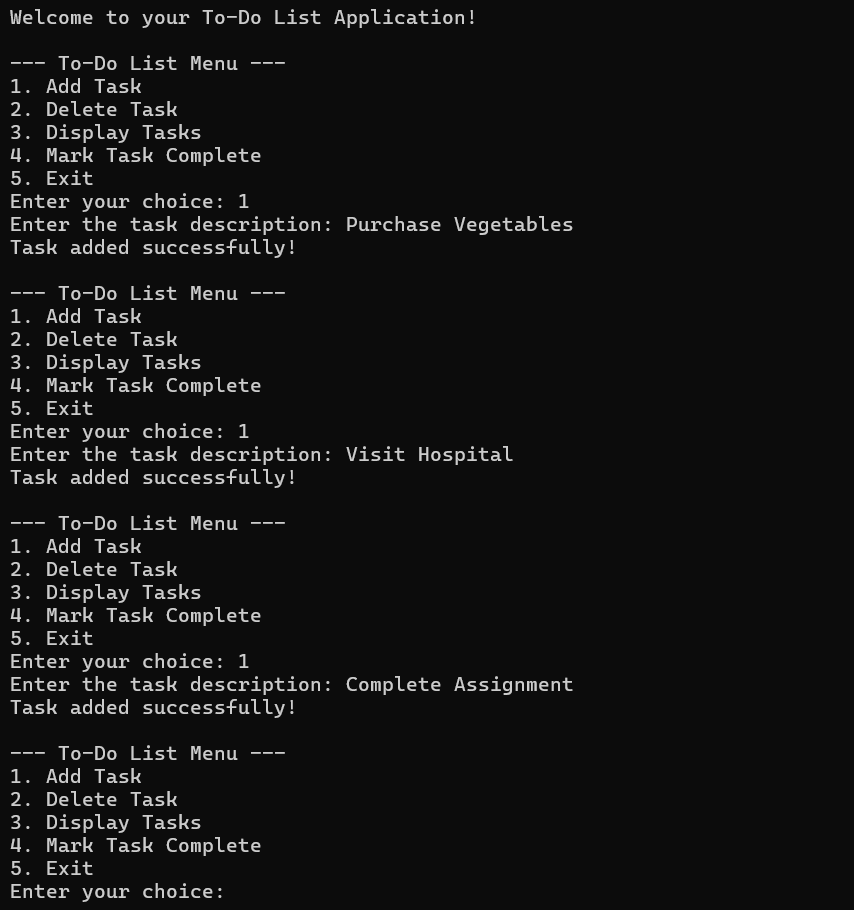 Welcome to your To-Do List Application!
--- To-Do List Menu ---
1. Add Task
2. Delete Task
3. Display Tasks
4. Mark Task Complete
5. Exit
Enter your choice: 1
Enter the task description: Purchase Vegetables
Task added successfully!
--- To-Do List Menu ---
1. Add Task
2. Delete Task
3. Display Tasks
4. Mark Task Complete
5. Exit
Enter your choice: 1
Enter the task description: Visit Hospital
Task added successfully!
--- To-Do List Menu ---
1. Add Task
2. Delete Task
3. Display Tasks
4. Mark Task Complete
5. Exit
Enter your choice: 1
Enter the task description: Complete Assignment
Task added successfully!
--- To-Do List Menu ---
1. Add Task
2. Delete Task
3. Display Tasks
4. Mark Task Complete
5. Exit
Enter your choice: